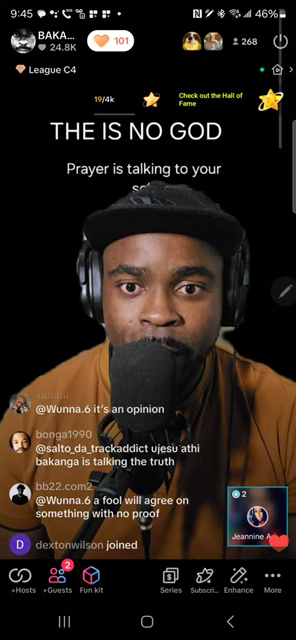 9:45
46%
BAKA...
24.8K
101
268
League C4
19/4k
Check out the Hall of
Fame
THE IS NO GOD
Prayer is talking to your
@Wunna.6 it's an opinion
bonga1990
@salto_da_trackaddict ujesu athi
bakanga is talking the truth
bb22.com2
@Wunna.6 a fool will agree on
something with no proof
D
dextonwilson joined
2
Jeannine A
2
+Hosts
+Guests
Fun kit
Series
Subscri...
Enhance
More